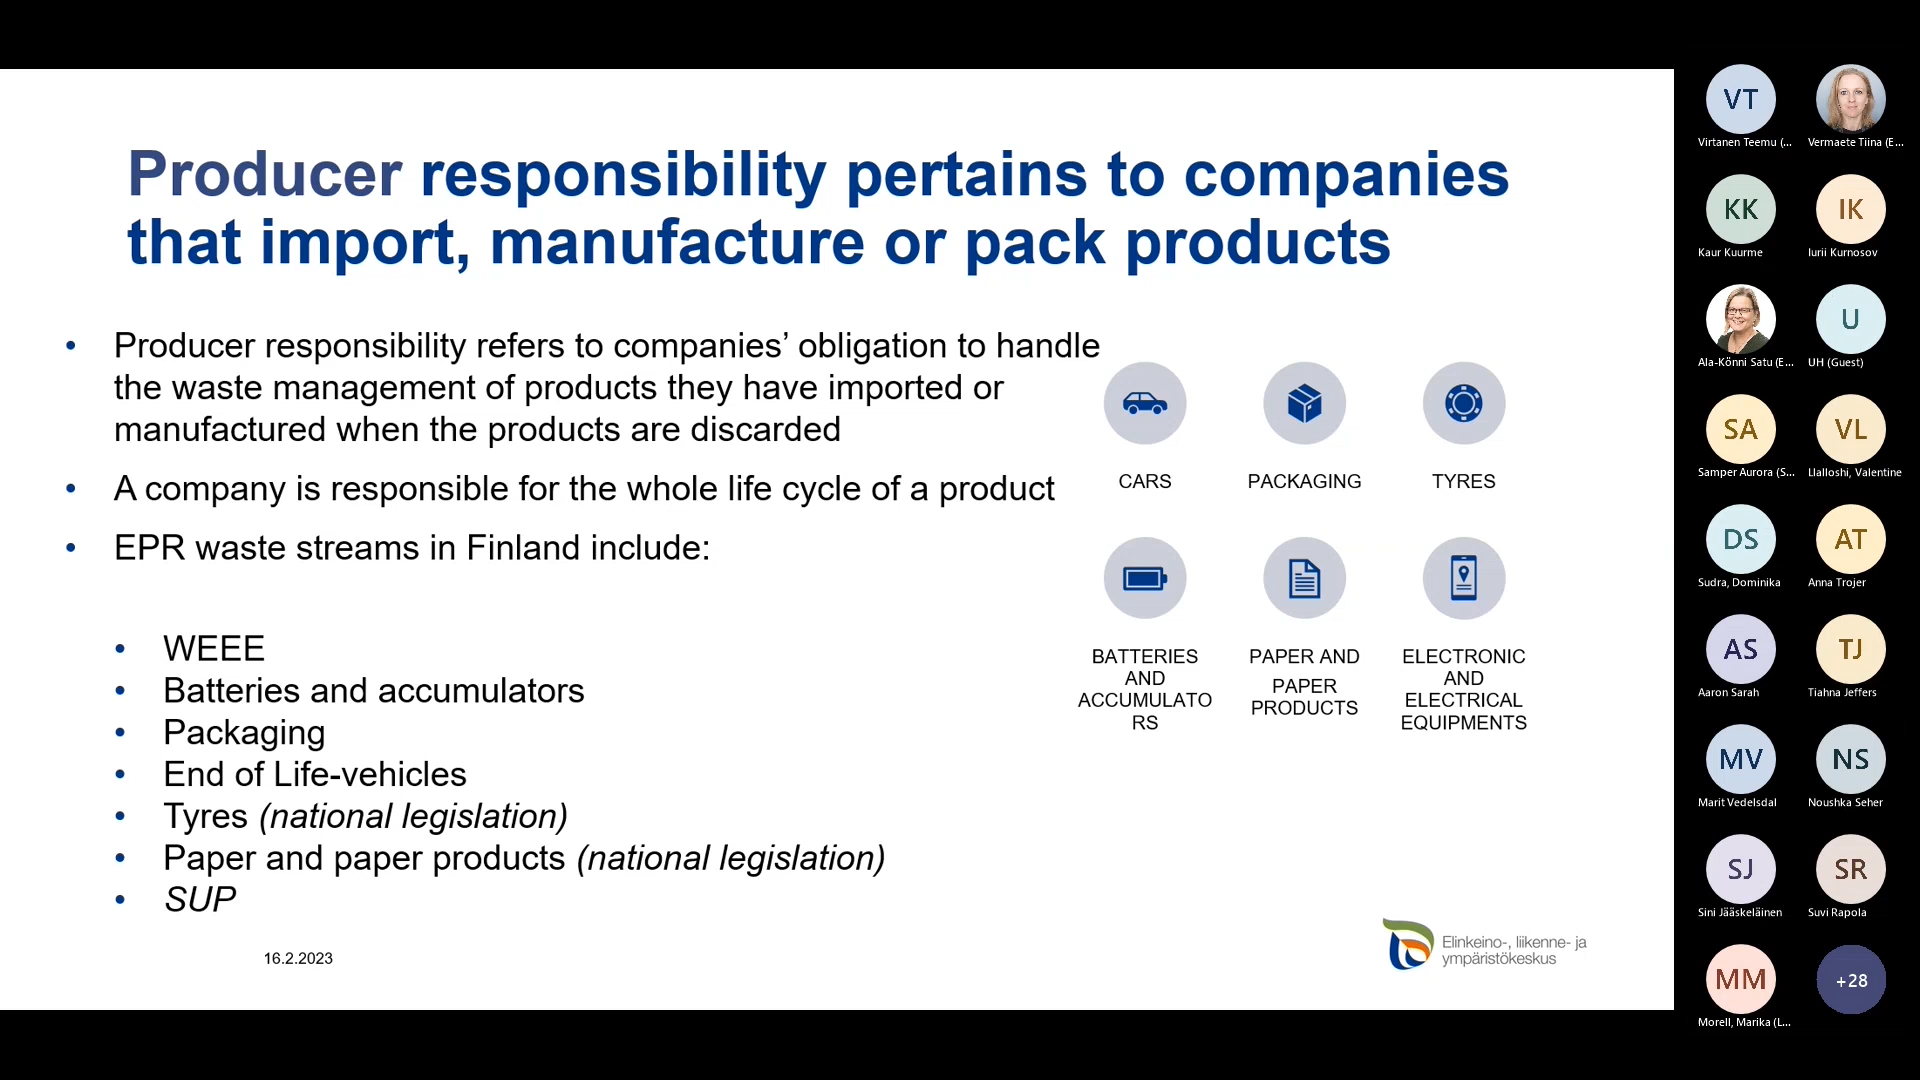 Producer responsibility pertains to companies
that import, manufacture or pack products
• Producer responsibility refers to companies’ obligation to handle
the waste management of products they have imported or
manufactured when the products are discarded
• A company is responsible for the whole life cycle of a product
• EPR waste streams in Finland include:
• WEEE
• Batteries and accumulators
• Packaging
• End of Life-vehicles
• Tyres (national legislation)
• Paper and paper products (national legislation)
• SUP
CARS
PACKAGING
TYRES
BATTERIES
AND
ACCUMULATO
RS
PAPER AND
PAPER
PRODUCTS
ELECTRONIC
AND
ELECTRICAL
EQUIPMENTS
16.2.2023
Elinkeino-, liikenne- ja
ympäristökeskus
VT
Virtanen Teemu (...
Vermaete Tiina (E...
KK
Kaur Kuurme
IK
Iurii Kurnosov
Ala-Könni Satu (E...
U
UH (Guest)
SA
Samper Aurora (S...
VL
Llalloshi, Valentine
DS
Sudra, Dominika
AT
Anna Trojer
AS
Aaron Sarah
TJ
Tiahna Jeffers
MV
Marit Vedelsdal
NS
Noushka Seher
SJ
Sini Jääskeläinen
SR
Suvi Rapola
MM
Morell, Marika (L...
+28